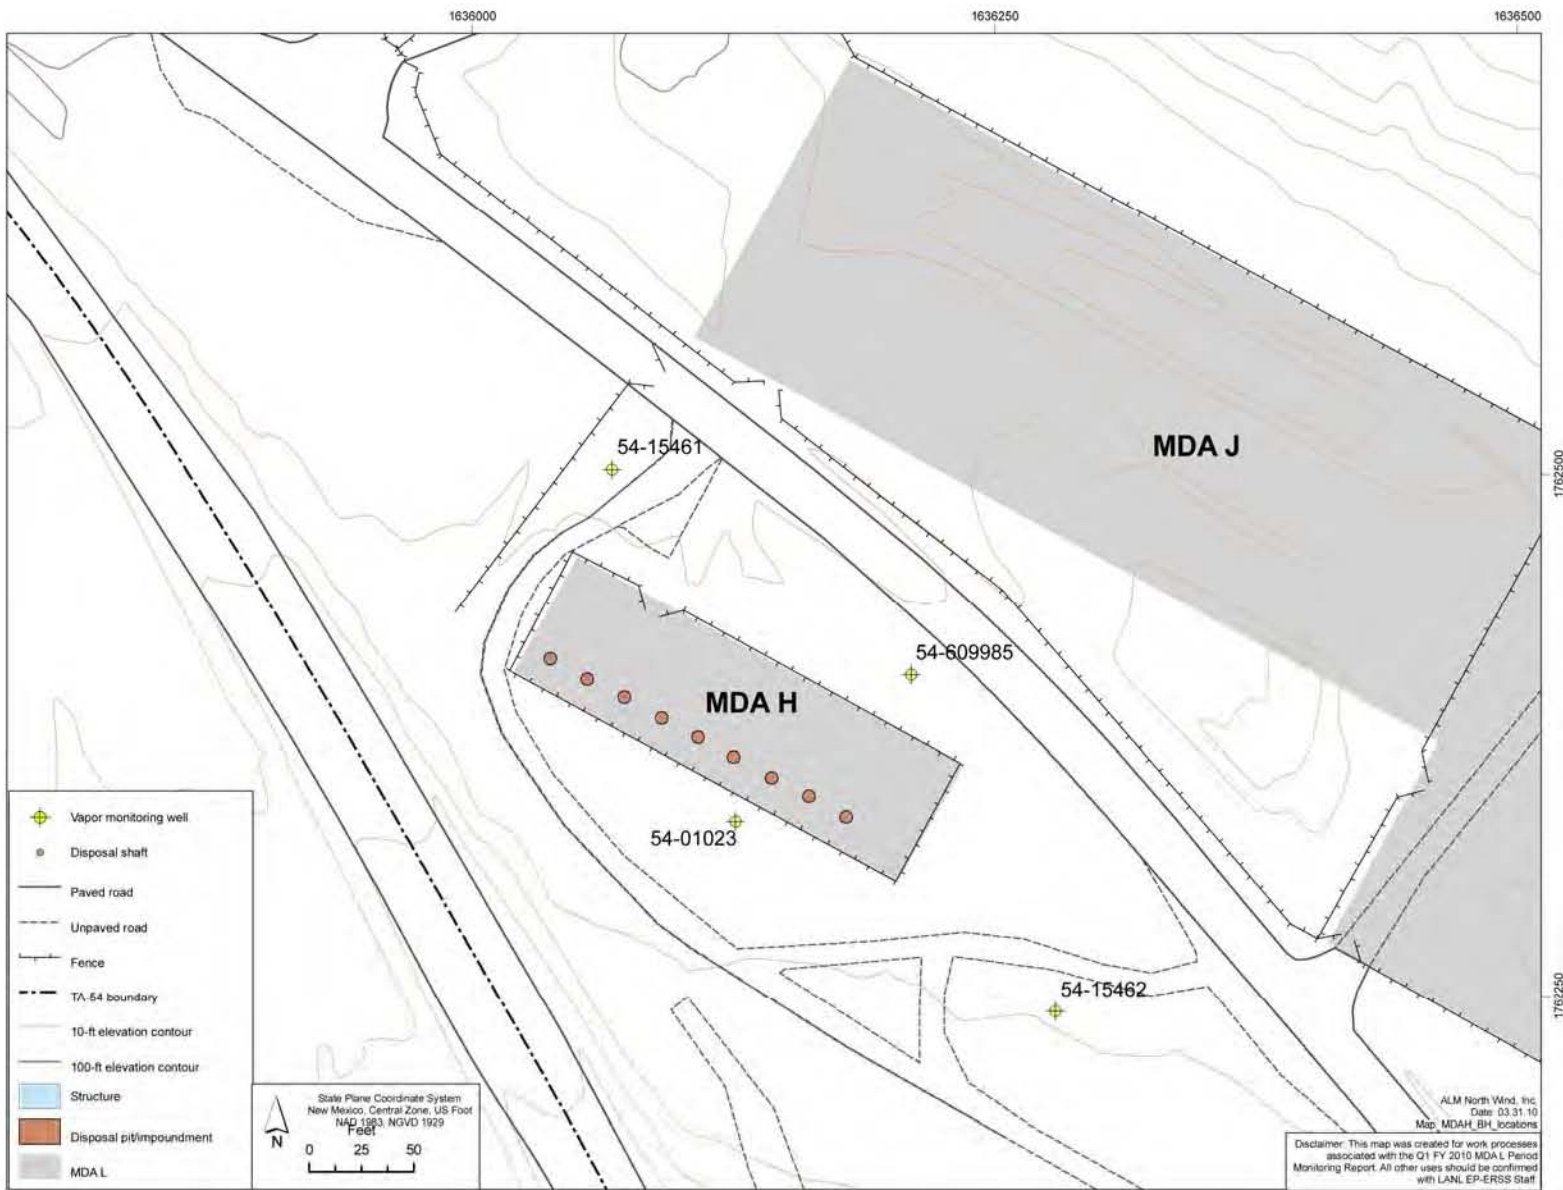 1636000
1636250
1636500
MDA J
54-15461
1762500
54-609985
MDA H
54-01023
54-15462
1762250
Vapor monitoring well
Disposal shaft
Paved road
Unpaved road
Fence
TA-54 boundary
10-ft elevation contour
100-ft elevation contour
Structure
Disposal pit/impoundment
MDA L
State Plane Coordinate System
New Mexico, Central Zone, US Foot
NAD 1983, NGVD 1929
Feet
0 25 50
N
ALM North Wind, Inc.
Date: 03.31.10
Map: MDAH_BH_locations
Disclaimer: This map was created for work processes
associated with the Q1 FY 2010 MDA L Period
Monitoring Report. All other uses should be confirmed
with LANL EP-ERSS Staff